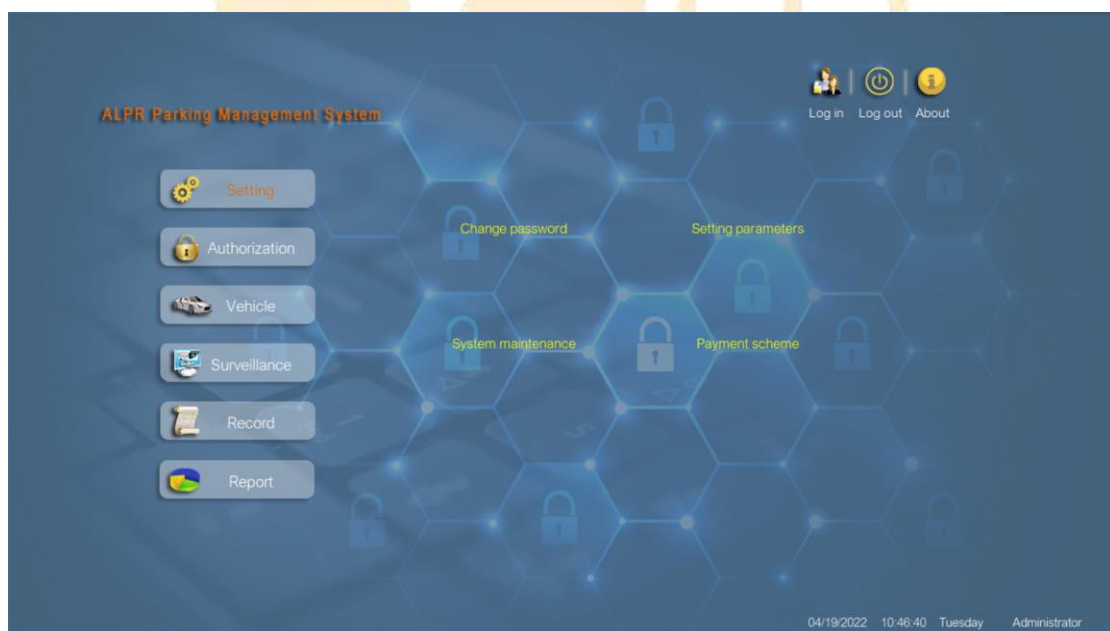 ALPR Parking Management System
Log in Log out About
Setting
Authorization
Vehicle
Surveillance
Record
Report
Change password Setting parameters
System maintenance Payment scheme
04/19/2022 10:46:40 Tuesday Administrator